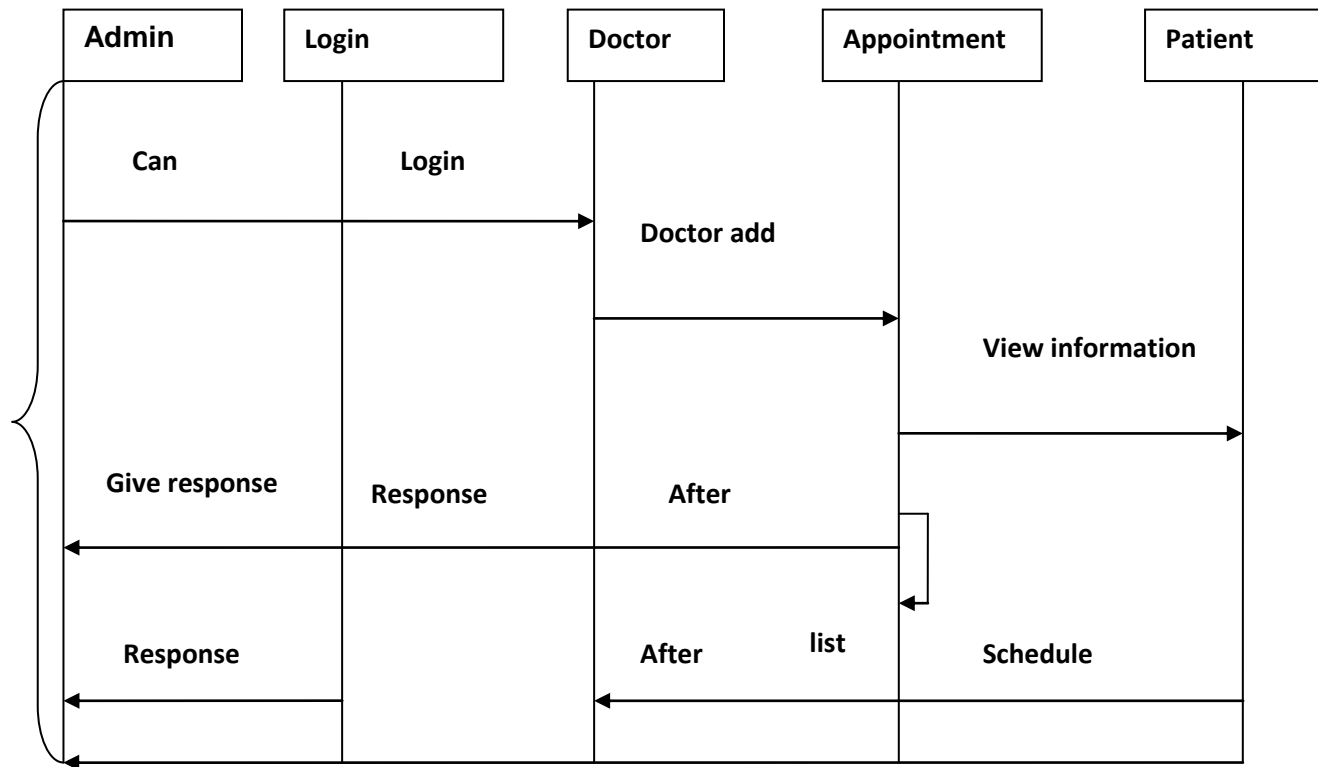 Admin
Login
Doctor
Appointment
Patient
Can
Login
Doctor add
View information
Give response
Response
After
Response
After
list
Schedule